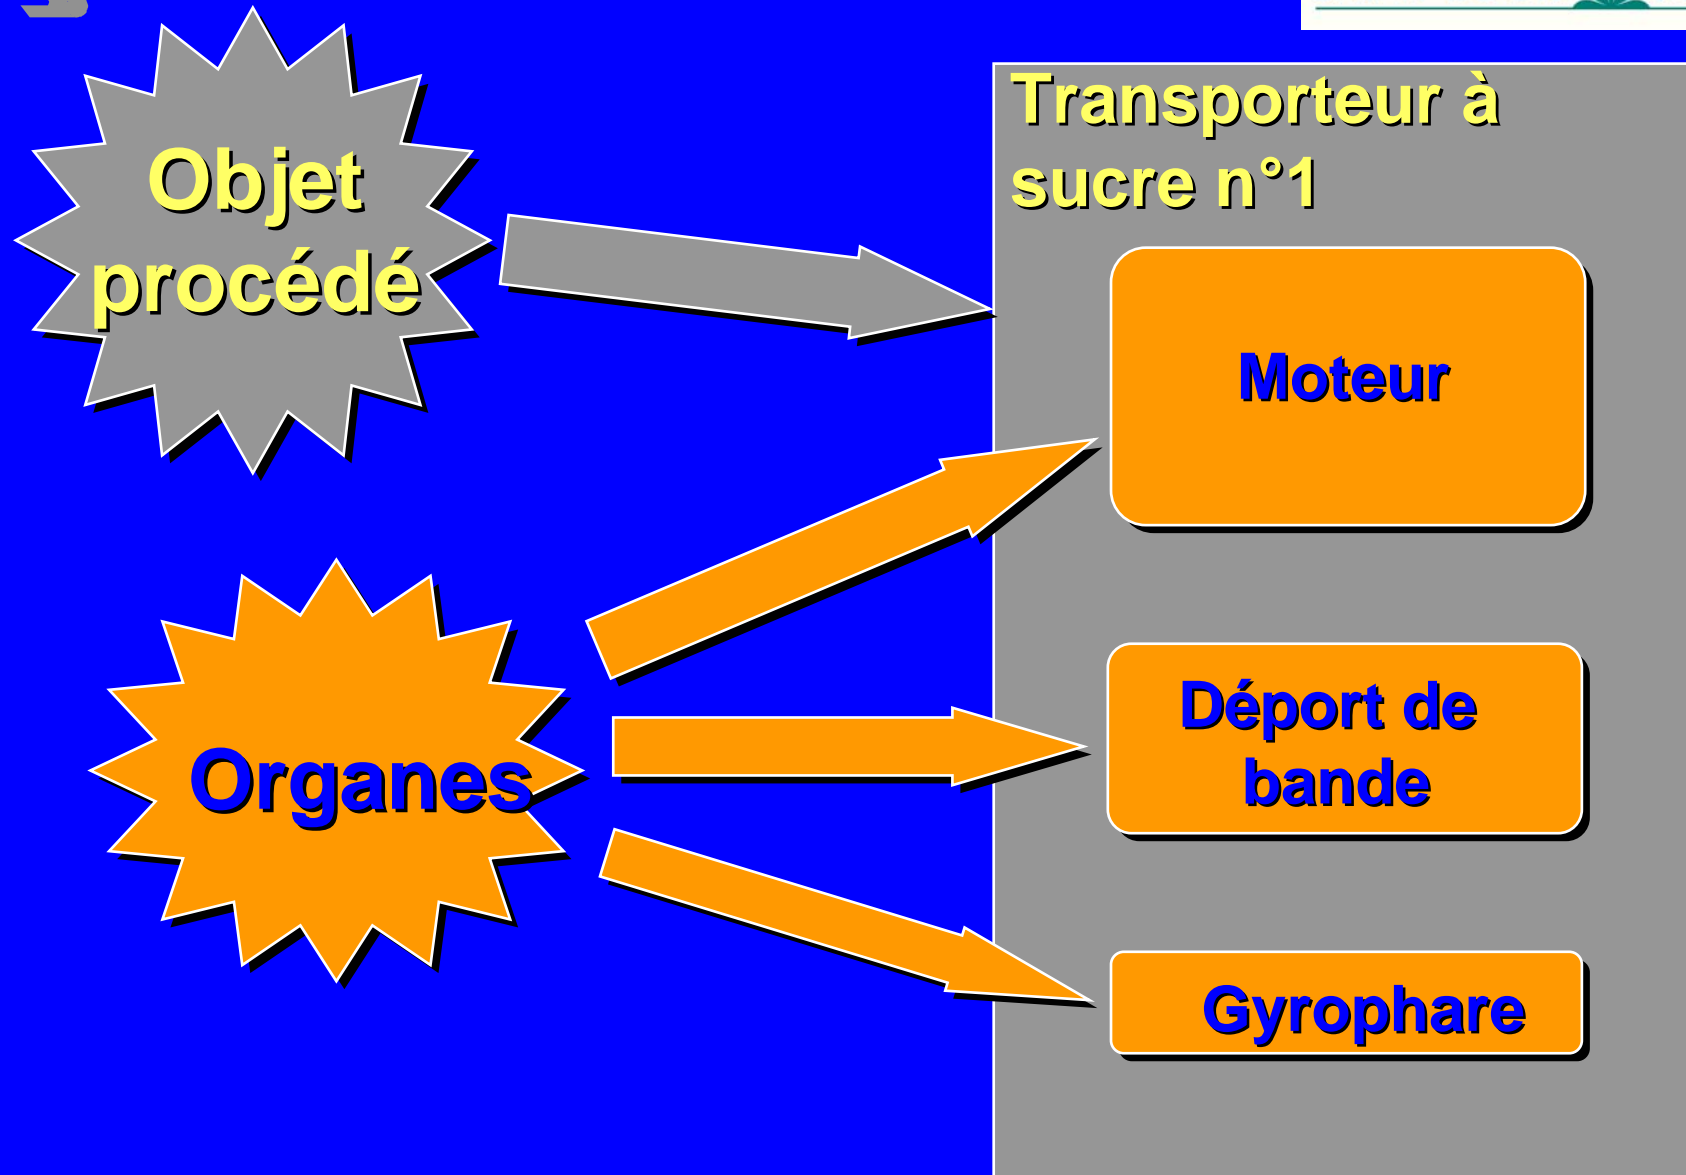 Objet
procédé
Transporteur à
sucre n°1
Moteur
Organes
Déport de
bande
Gyrophare